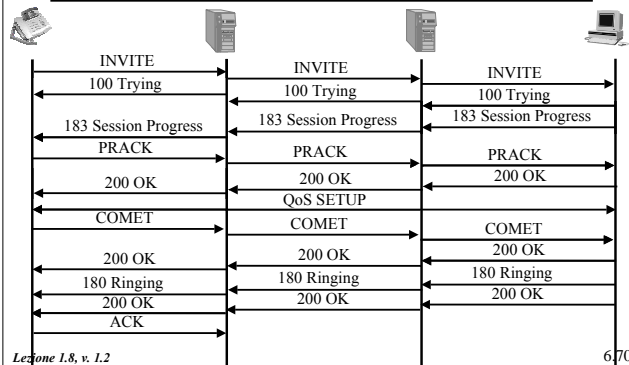 INVITE
INVITE
INVITE
100 Trying
100 Trying
100 Trying
183 Session Progress
183 Session Progress
183 Session Progress
PRACK
PRACK
PRACK
200 OK
200 OK
200 OK
QoS SETUP
COMET
COMET
COMET
200 OK
200 OK
200 OK
180 Ringing
180 Ringing
180 Ringing
200 OK
200 OK
200 OK
ACK
Lezione 1.8, v. 1.2
6.70